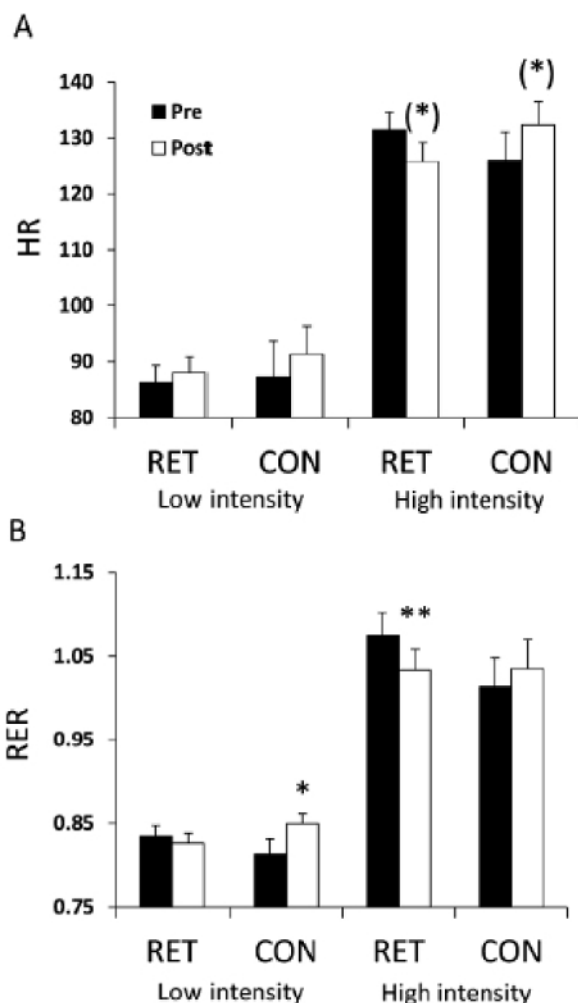 A
HR
140
130
120
110
100
90
80
Pre
Post
(*)
(*)
RET CON RET CON
Low intensity High intensity
B
RER
1.15
1.05
0.95
0.85
0.75
*
**
RET CON RET CON
Low intensity High intensity